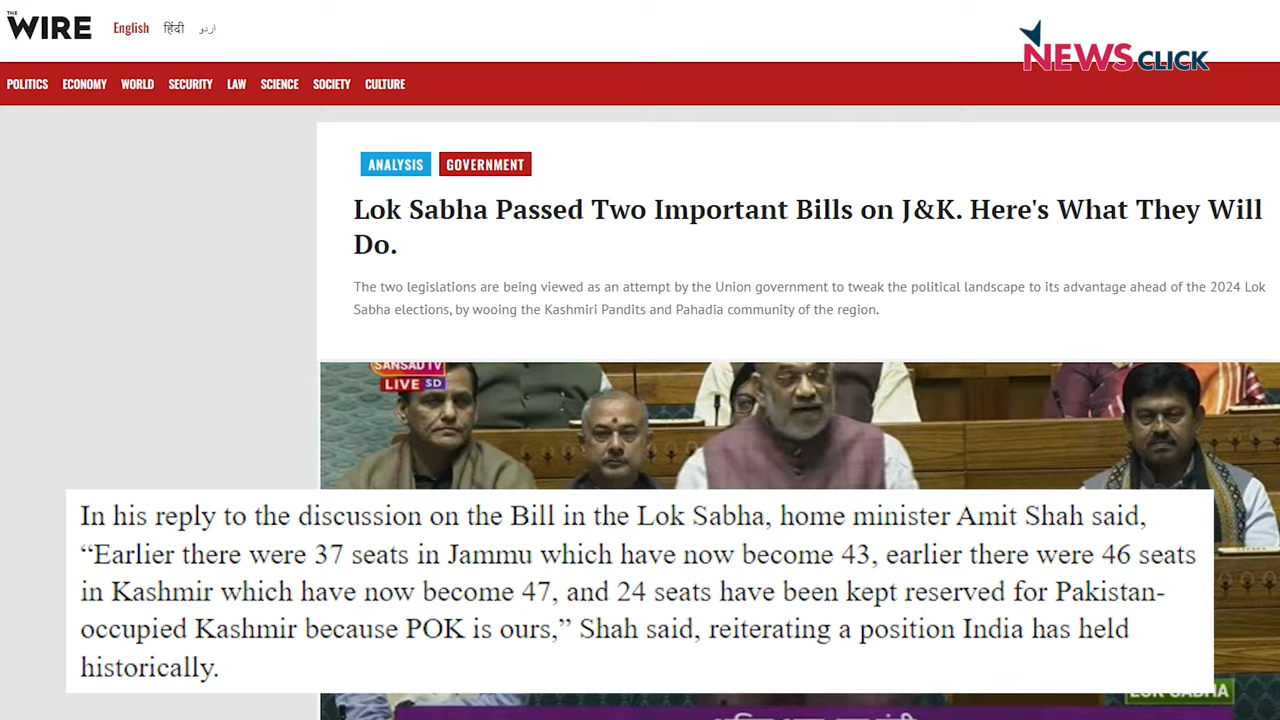 THE
WIRE English हिंदी اردو
NEWSCLICK
POLITICS ECONOMY WORLD SECURITY LAW SCIENCE SOCIETY CULTURE
ANALYSIS GOVERNMENT
Lok Sabha Passed Two Important Bills on J&K. Here's What They Will
Do.
The two legislations are being viewed as an attempt by the Union government to tweak the political landscape to its advantage ahead of the 2024 Lok
Sabha elections, by wooing the Kashmiri Pandits and Pahadia community of the region.
SANSAD TV
LIVE SD
In his reply to the discussion on the Bill in the Lok Sabha, home minister Amit Shah said,
“Earlier there were 37 seats in Jammu which have now become 43, earlier there were 46 seats
in Kashmir which have now become 47, and 24 seats have been kept reserved for Pakistan-
occupied Kashmir because POK is ours,” Shah said, reiterating a position India has held
historically.
LOK SABHA